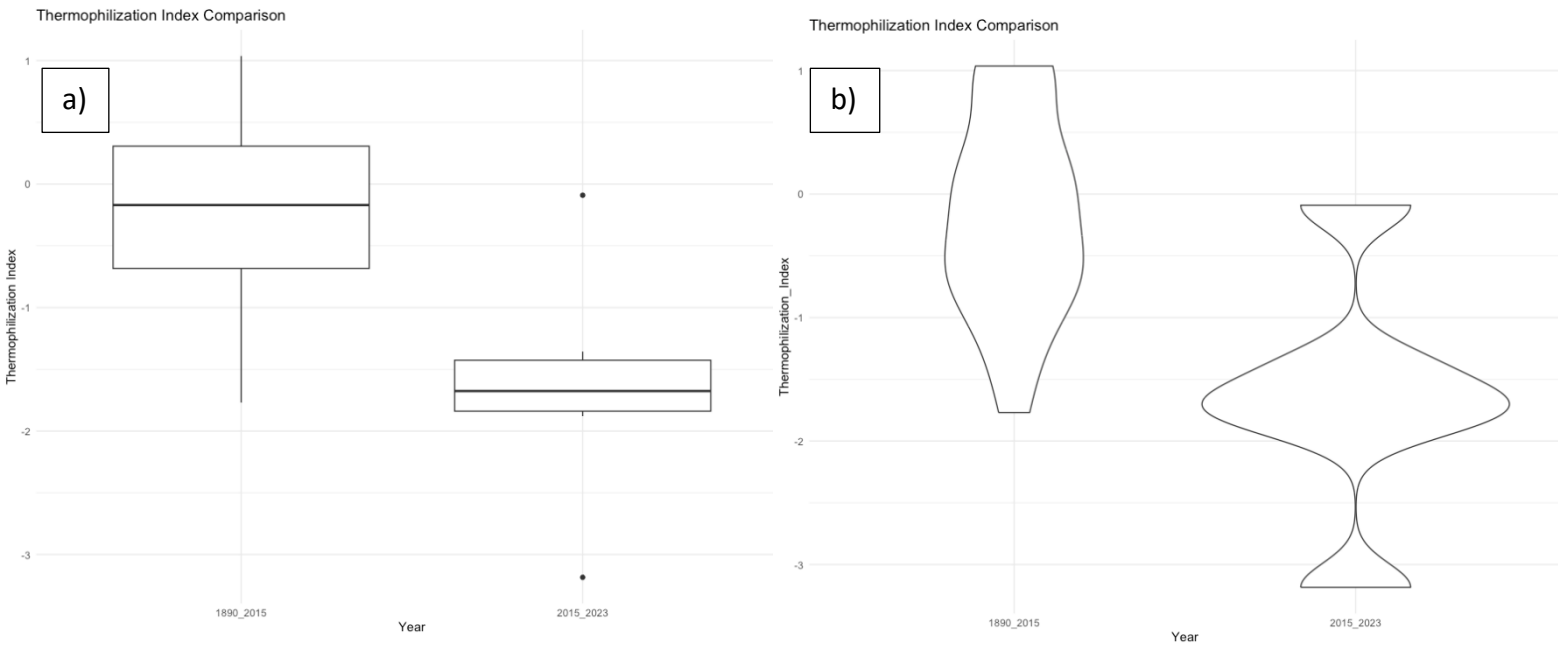 Thermophilization Index Comparison
a)
Thermophilization Index
1
0
-1
-2
-3
1890_2015
2015_2023
Year
Thermophilization Index Comparison
b)
Thermophilization_Index
1
0
-1
-2
-3
1890_2015
2015_2023
Year